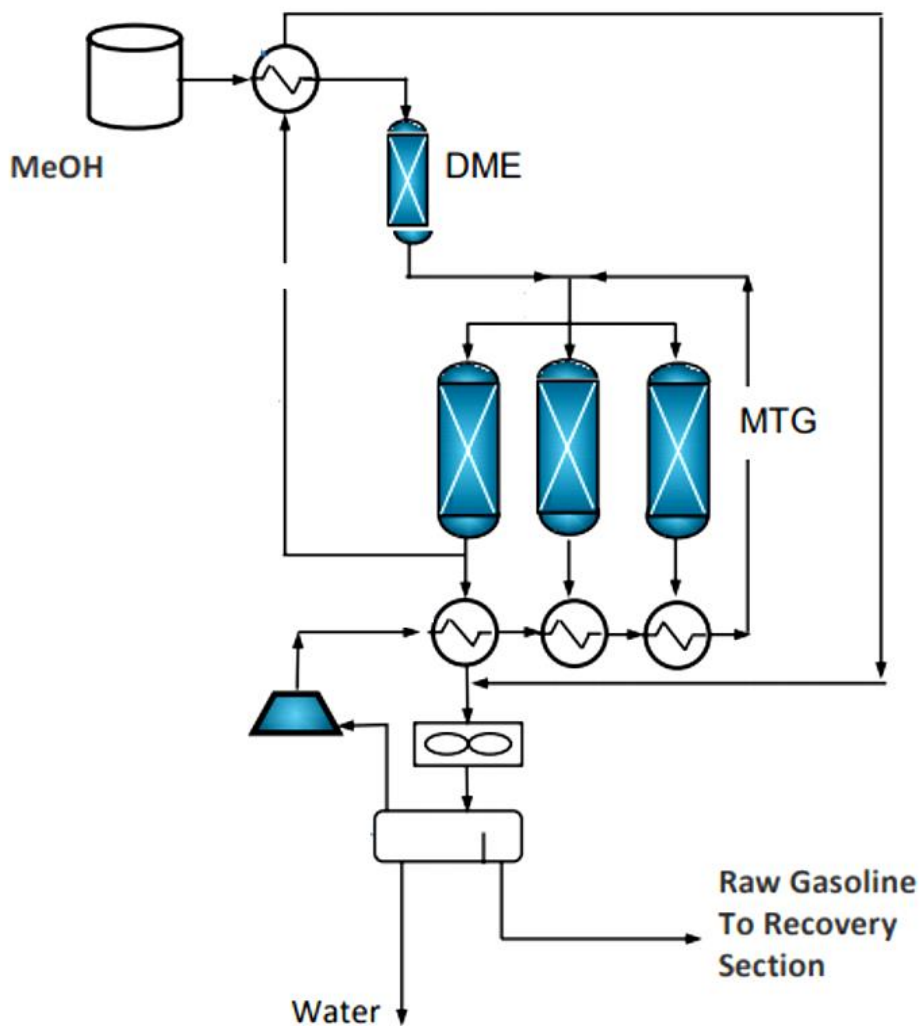 MeOH
DME
MTG
Raw Gasoline
To Recovery
Section
Water